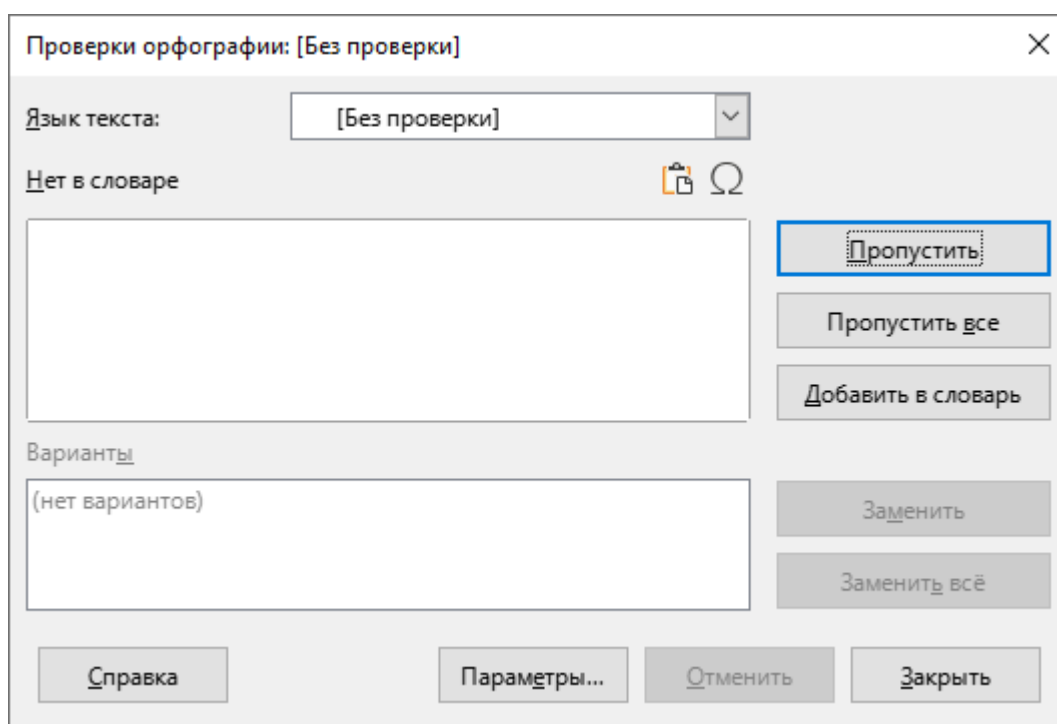 Проверки орфографии: [Без проверки]
Язык текста:
[Без проверки]
Нет в словаре
Пропустить
Пропустить все
Добавить в словарь
Варианты
(нет вариантов)
Заменить
Заменить всё
Справка
Параметры...
Отменить
Закрыть